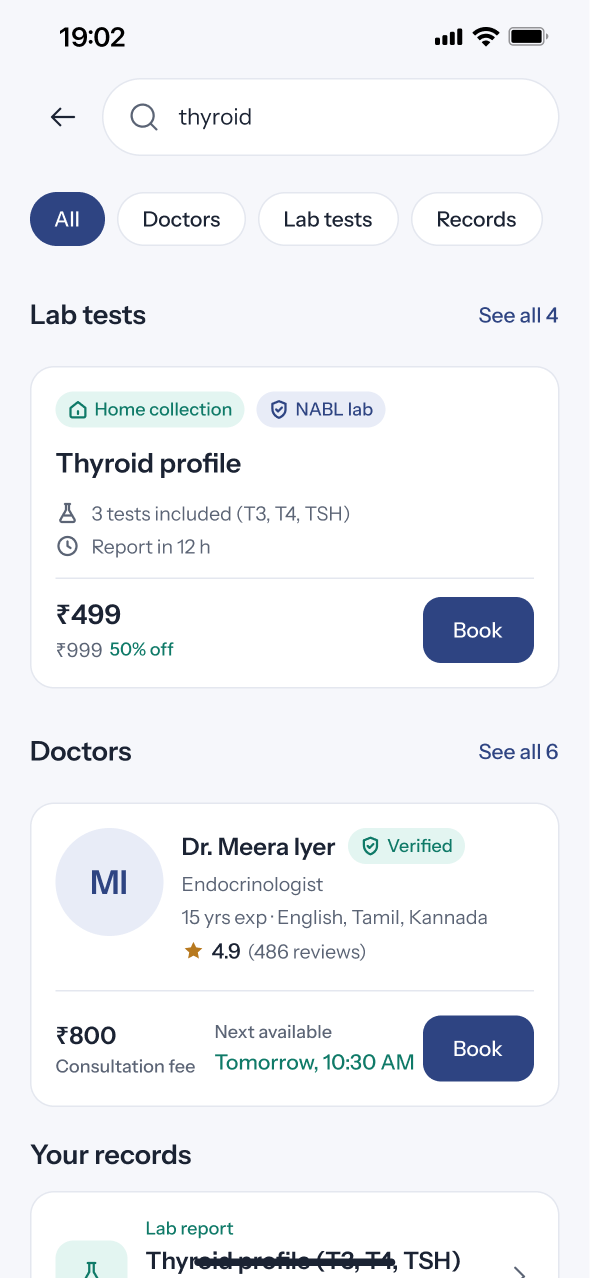 19:02
thyroid
All
Doctors
Lab tests
Records
Lab tests
See all 4
Home collection
NABL lab
Thyroid profile
3 tests included (T3, T4, TSH)
Report in 12 h
₹499
₹999 50% off
Book
Doctors
See all 6
MI
Dr. Meera Iyer
Verified
Endocrinologist
15 yrs exp · English, Tamil, Kannada
4.9 (486 reviews)
₹800
Consultation fee
Next available
Tomorrow, 10:30 AM
Book
Your records
Lab report
Thyroid profile (T3, T4, TSH)